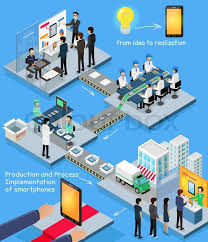 From idea to realization
Production and Process
Implementation
of smartphones